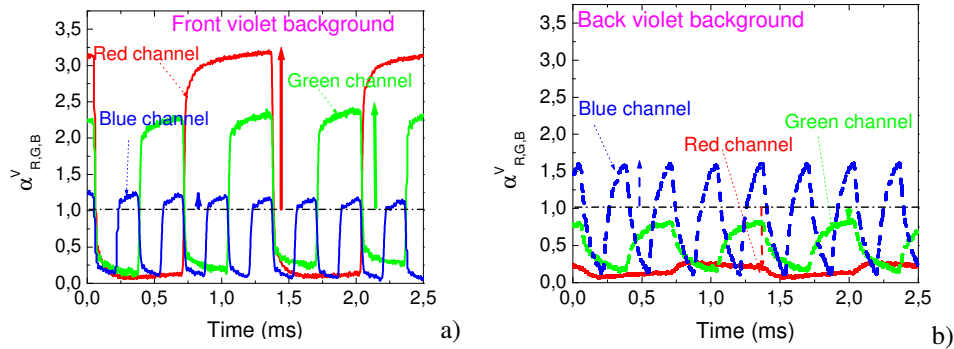 Front violet background
Red channel
Green channel
Blue channel
α^V_R,G,B
3,5
3,0
2,5
2,0
1,5
1,0
0,5
0,0
0,0 0,5 1,0 1,5 2,0 2,5
Time (ms)
a)
Back violet background
Blue channel
Green channel
Red channel
α^V_R,G,B
3,5
3,0
2,5
2,0
1,5
1,0
0,5
0,0
0,0 0,5 1,0 1,5 2,0 2,5
Time (ms)
b)